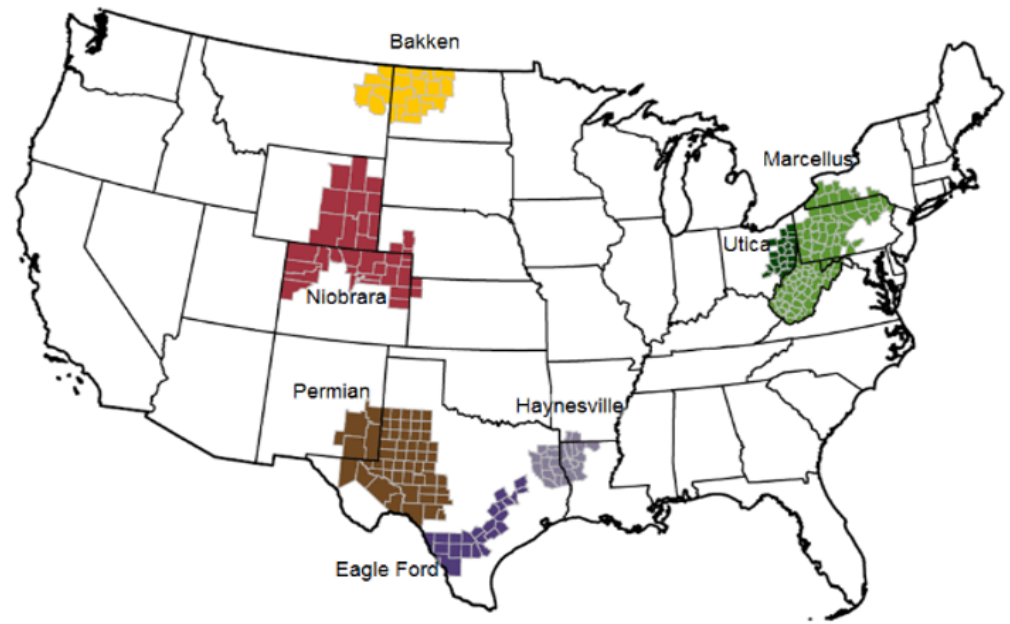 Bakken
Marcellus
Utica
Niobrara
Permian
Haynesville
Eagle Ford